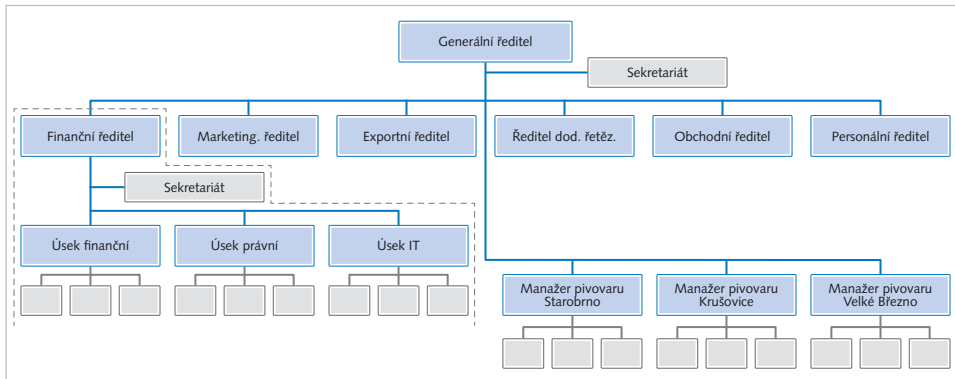 Generální ředitel
Sekretariát
Finanční ředitel
Marketing. ředitel
Exportní ředitel
Ředitel dod. řetěz.
Obchodní ředitel
Personální ředitel
Sekretariát
Úsek finanční
Úsek právní
Úsek IT
Manažer pivovaru
Starobrno
Manažer pivovaru
Krušovice
Manažer pivovaru
Velké Březno